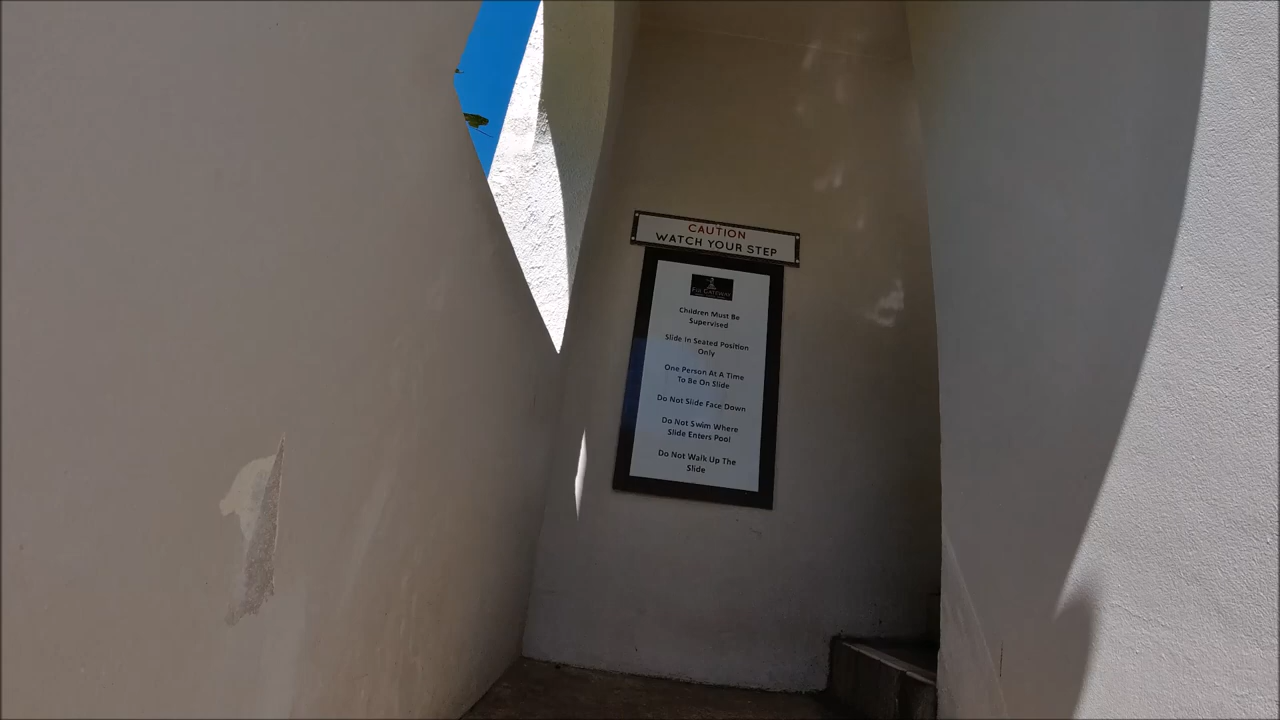 CAUTION
WATCH YOUR STEP
Fiji Gateway
Children Must Be
Supervised
Slide In Seated Position
Only
One Person At A Time
To Be On Slide
Do Not Slide Face Down
Do Not Swim Where
Slide Enters Pool
Do Not Walk Up The
Slide